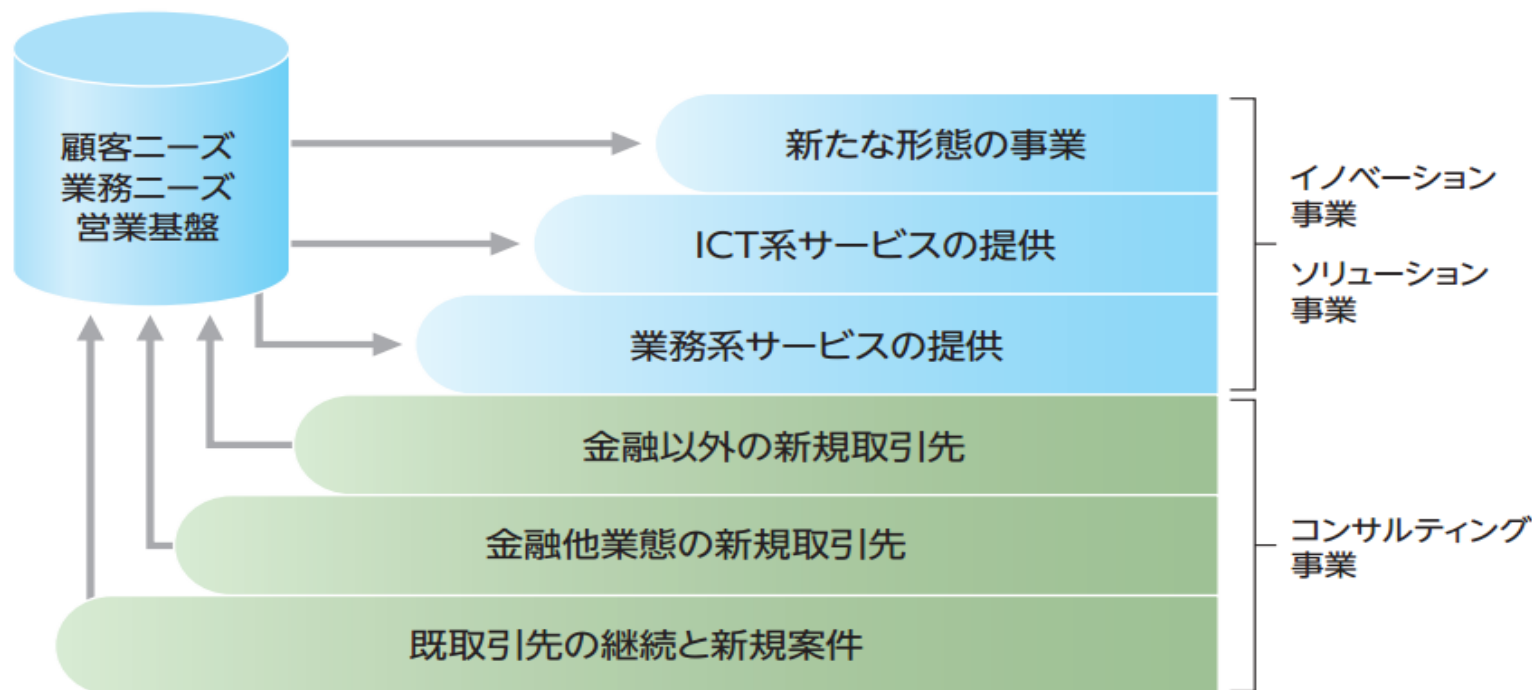 顧客ニーズ
業務ニーズ
営業基盤
新たな形態の事業
ICT系サービスの提供
業務系サービスの提供
金融以外の新規取引先
金融他業態の新規取引先
既取引先の継続と新規案件
イノベーション
事業
ソリューション
事業
コンサルティング
事業